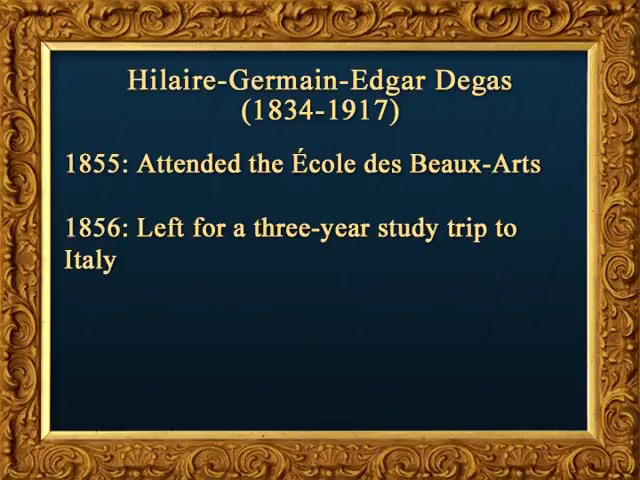 Hilaire-Germain-Edgar Degas
(1834-1917)
1855: Attended the École des Beaux-Arts
1856: Left for a three-year study trip to
Italy